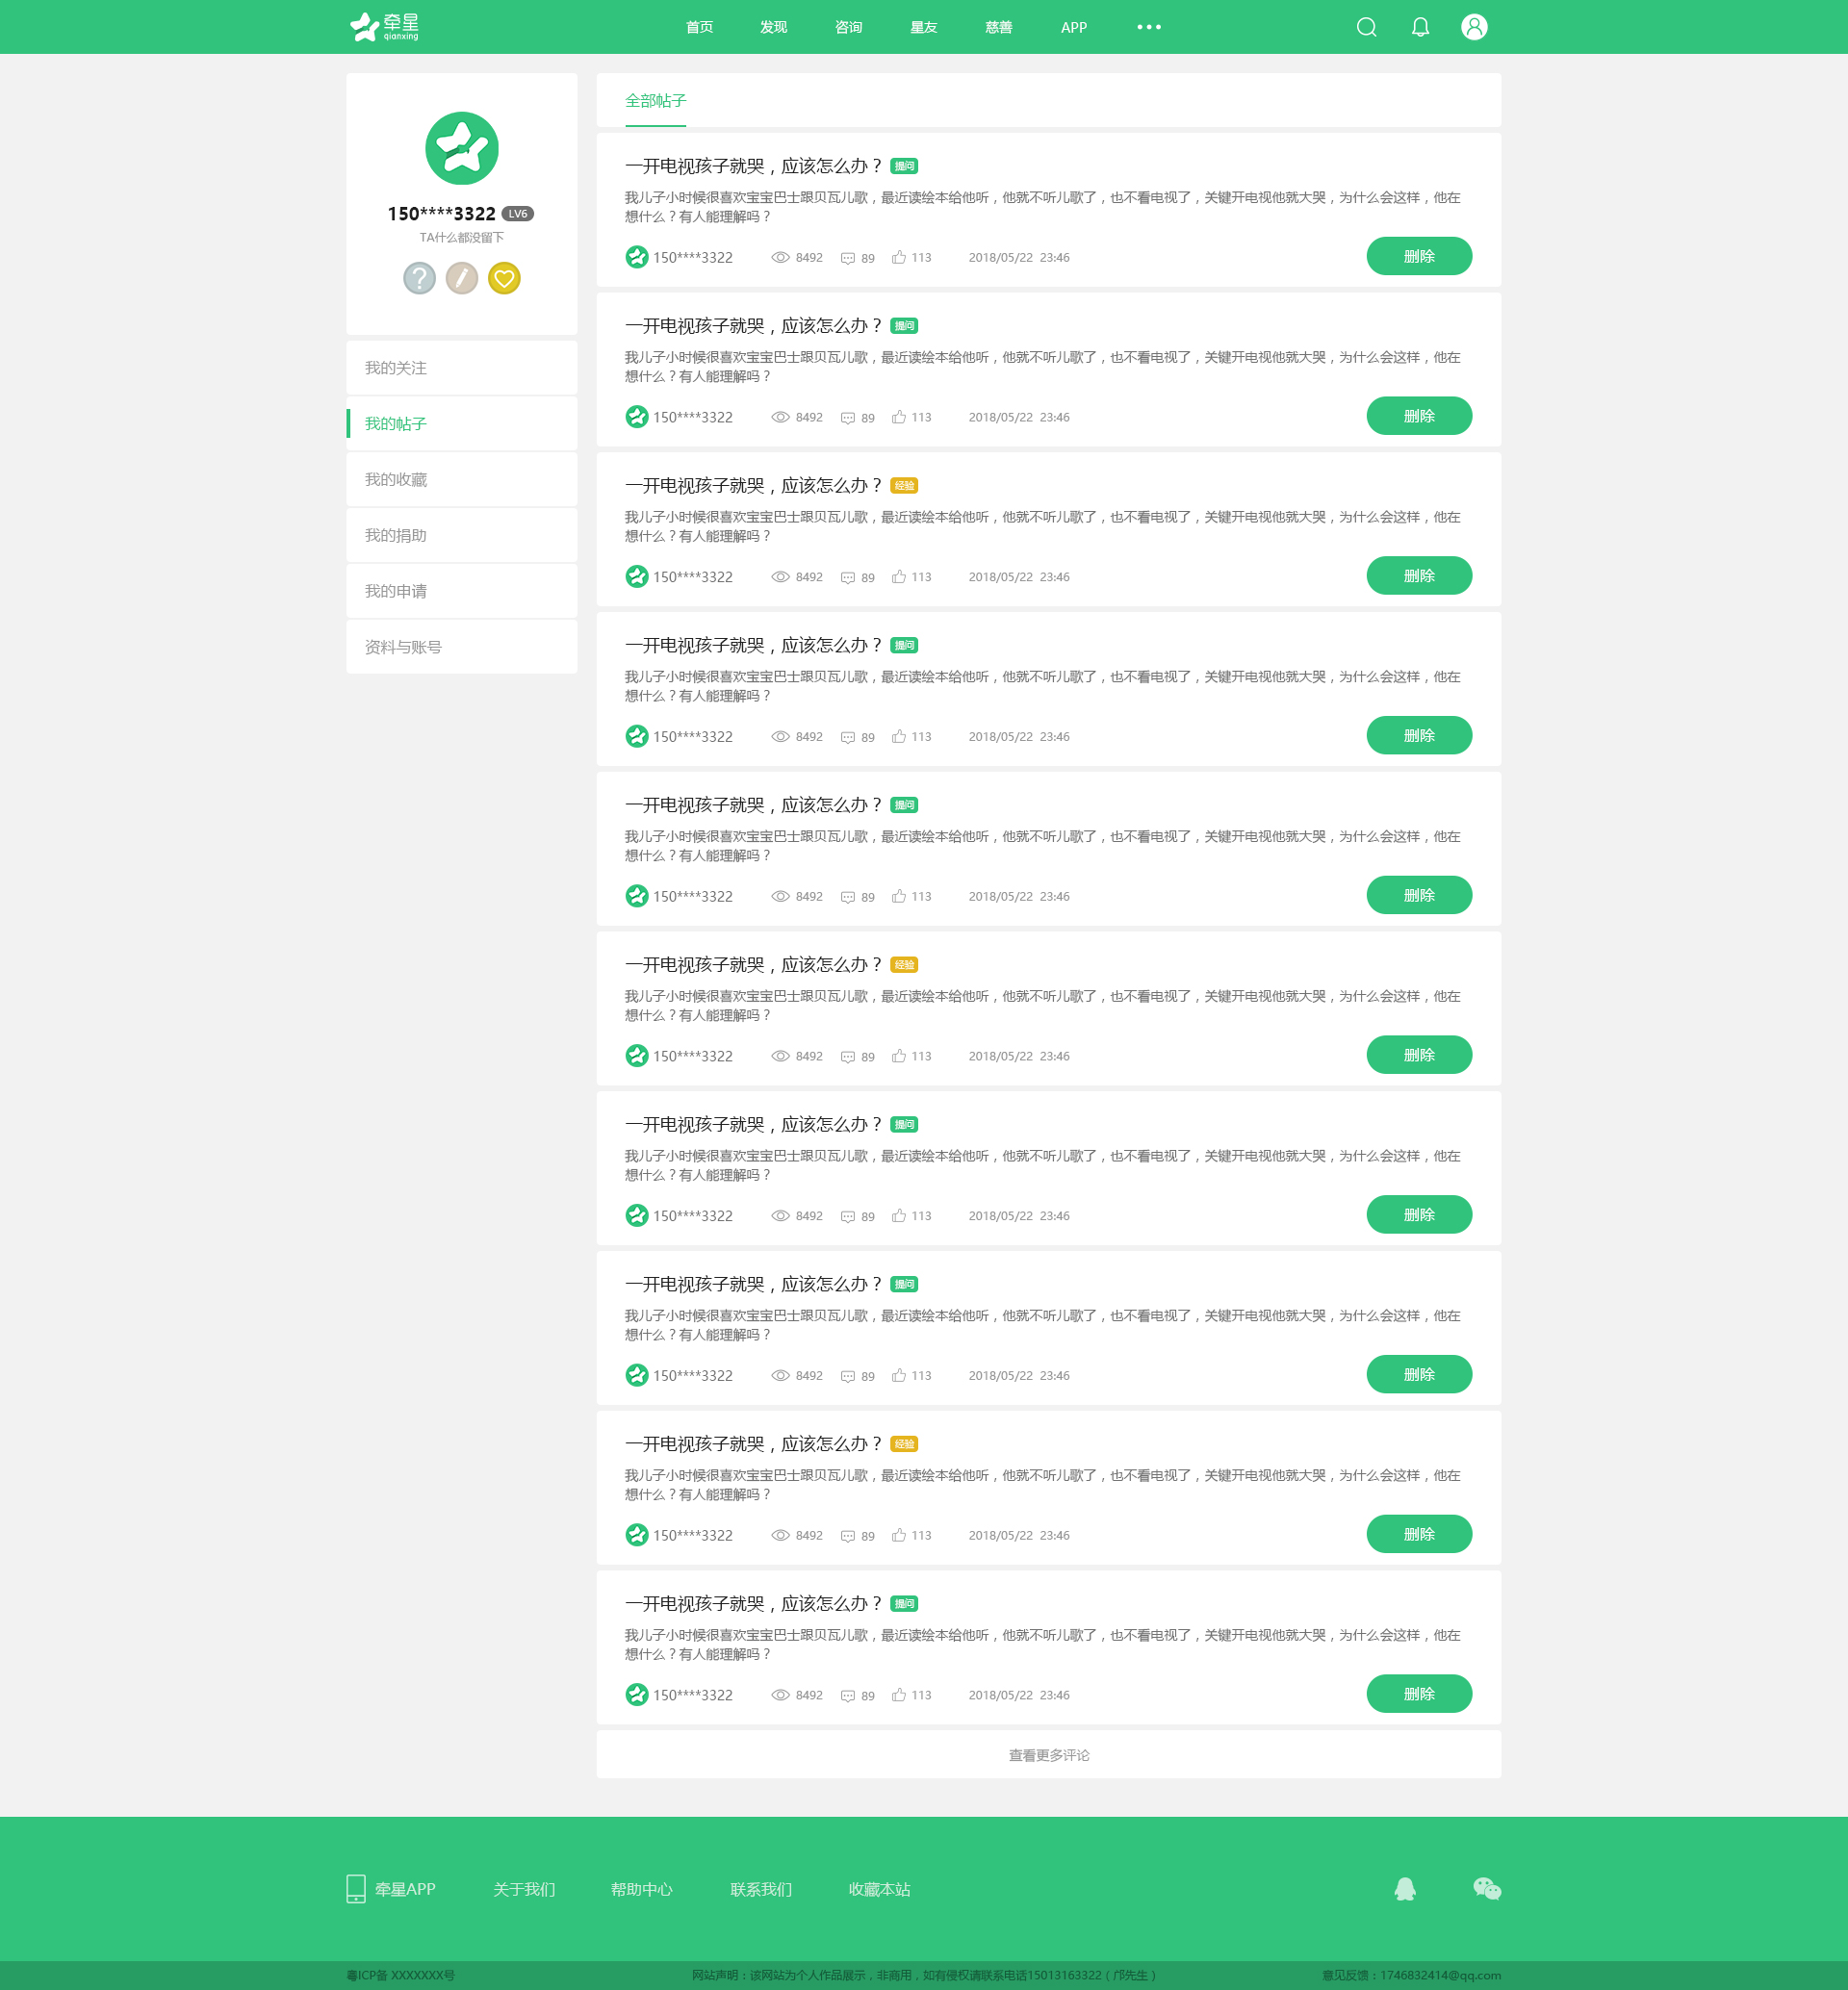 牵星
qianxing
首页 发现 咨询 星友 慈善 APP
150****3322 LV6
TA什么都没留下
我的关注
我的帖子
我的收藏
我的捐助
我的申请
资料与账号
全部帖子
一开电视孩子就哭，应该怎么办？ 提问
我儿子小时候很喜欢宝宝巴士跟贝瓦儿歌，最近读绘本给他听，他就不听儿歌了，也不看电视了，关键开电视他就大哭，为什么会这样，他在
想什么？有人能理解吗？
150****3322 8492 89 113 2018/05/22 23:46 删除
一开电视孩子就哭，应该怎么办？ 提问
我儿子小时候很喜欢宝宝巴士跟贝瓦儿歌，最近读绘本给他听，他就不听儿歌了，也不看电视了，关键开电视他就大哭，为什么会这样，他在
想什么？有人能理解吗？
150****3322 8492 89 113 2018/05/22 23:46 删除
一开电视孩子就哭，应该怎么办？ 经验
我儿子小时候很喜欢宝宝巴士跟贝瓦儿歌，最近读绘本给他听，他就不听儿歌了，也不看电视了，关键开电视他就大哭，为什么会这样，他在
想什么？有人能理解吗？
150****3322 8492 89 113 2018/05/22 23:46 删除
一开电视孩子就哭，应该怎么办？ 提问
我儿子小时候很喜欢宝宝巴士跟贝瓦儿歌，最近读绘本给他听，他就不听儿歌了，也不看电视了，关键开电视他就大哭，为什么会这样，他在
想什么？有人能理解吗？
150****3322 8492 89 113 2018/05/22 23:46 删除
一开电视孩子就哭，应该怎么办？ 提问
我儿子小时候很喜欢宝宝巴士跟贝瓦儿歌，最近读绘本给他听，他就不听儿歌了，也不看电视了，关键开电视他就大哭，为什么会这样，他在
想什么？有人能理解吗？
150****3322 8492 89 113 2018/05/22 23:46 删除
一开电视孩子就哭，应该怎么办？ 经验
我儿子小时候很喜欢宝宝巴士跟贝瓦儿歌，最近读绘本给他听，他就不听儿歌了，也不看电视了，关键开电视他就大哭，为什么会这样，他在
想什么？有人能理解吗？
150****3322 8492 89 113 2018/05/22 23:46 删除
一开电视孩子就哭，应该怎么办？ 提问
我儿子小时候很喜欢宝宝巴士跟贝瓦儿歌，最近读绘本给他听，他就不听儿歌了，也不看电视了，关键开电视他就大哭，为什么会这样，他在
想什么？有人能理解吗？
150****3322 8492 89 113 2018/05/22 23:46 删除
一开电视孩子就哭，应该怎么办？ 提问
我儿子小时候很喜欢宝宝巴士跟贝瓦儿歌，最近读绘本给他听，他就不听儿歌了，也不看电视了，关键开电视他就大哭，为什么会这样，他在
想什么？有人能理解吗？
150****3322 8492 89 113 2018/05/22 23:46 删除
一开电视孩子就哭，应该怎么办？ 经验
我儿子小时候很喜欢宝宝巴士跟贝瓦儿歌，最近读绘本给他听，他就不听儿歌了，也不看电视了，关键开电视他就大哭，为什么会这样，他在
想什么？有人能理解吗？
150****3322 8492 89 113 2018/05/22 23:46 删除
一开电视孩子就哭，应该怎么办？ 提问
我儿子小时候很喜欢宝宝巴士跟贝瓦儿歌，最近读绘本给他听，他就不听儿歌了，也不看电视了，关键开电视他就大哭，为什么会这样，他在
想什么？有人能理解吗？
150****3322 8492 89 113 2018/05/22 23:46 删除
查看更多评论
牵星APP 关于我们 帮助中心 联系我们 收藏本站
粤ICP备 XXXXXXX号 网站声明：该网站为个人作品展示，非商用，如有侵权请联系电话15013163322（邝先生） 意见反馈：1746832414@qq.com